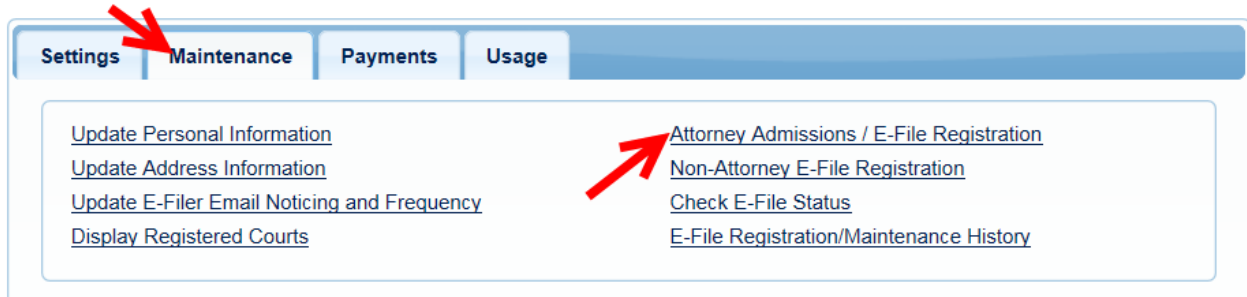 Settings Maintenance Payments Usage
Update Personal Information
Update Address Information
Update E-Filer Email Noticing and Frequency
Display Registered Courts
Attorney Admissions / E-File Registration
Non-Attorney E-File Registration
Check E-File Status
E-File Registration/Maintenance History